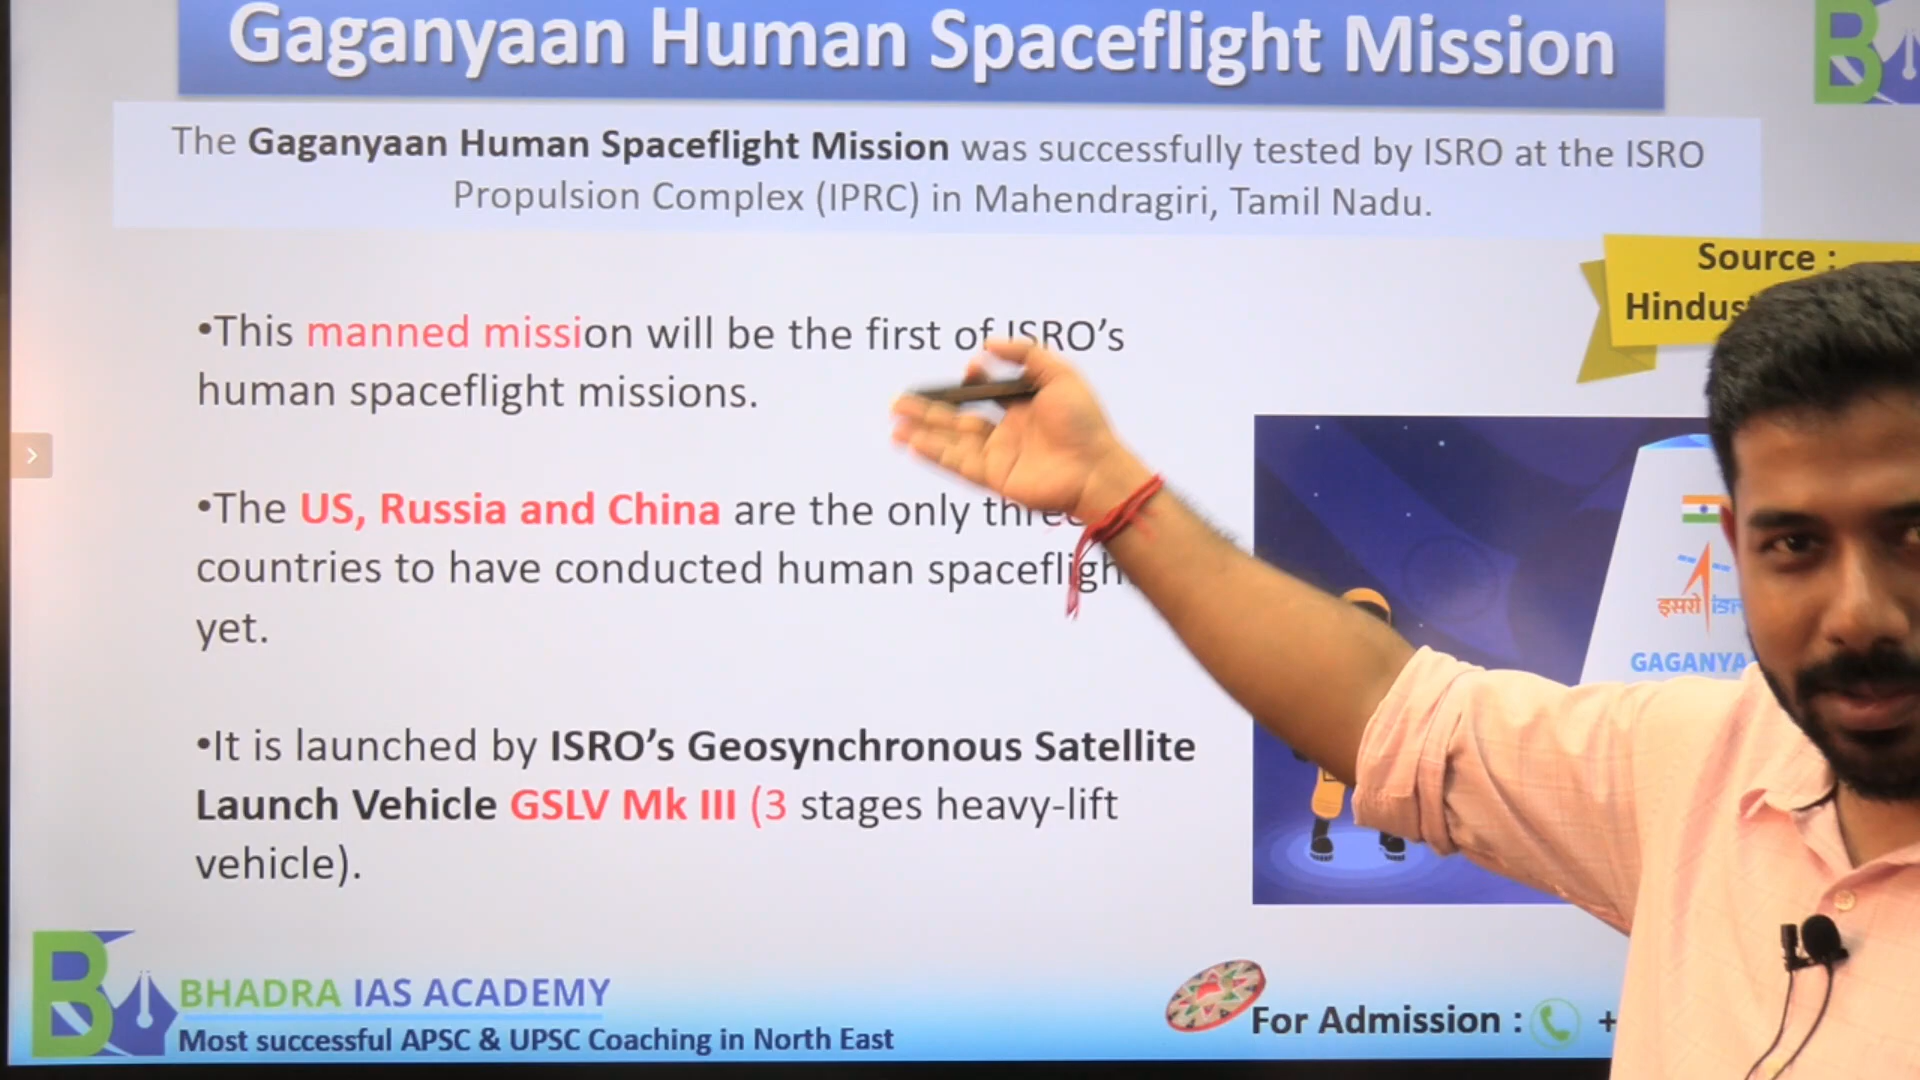 Gaganyaan Human Spaceflight Mission
The Gaganyaan Human Spaceflight Mission was successfully tested by ISRO at the ISRO
Propulsion Complex (IPRC) in Mahendragiri, Tamil Nadu.
Source :
•This manned mission will be the first of ISRO's
human spaceflight missions.
•The US, Russia and China are the only three
countries to have conducted human
yet.
•It is launched by ISRO's Geosynchronous Satellite
Launch Vehicle GSLV Mk III (3 stages heavy-lift
vehicle).
इसरो
BHADRA IAS ACADEMY
Most successful APSC & UPSC Coaching in North East
For Admission : +